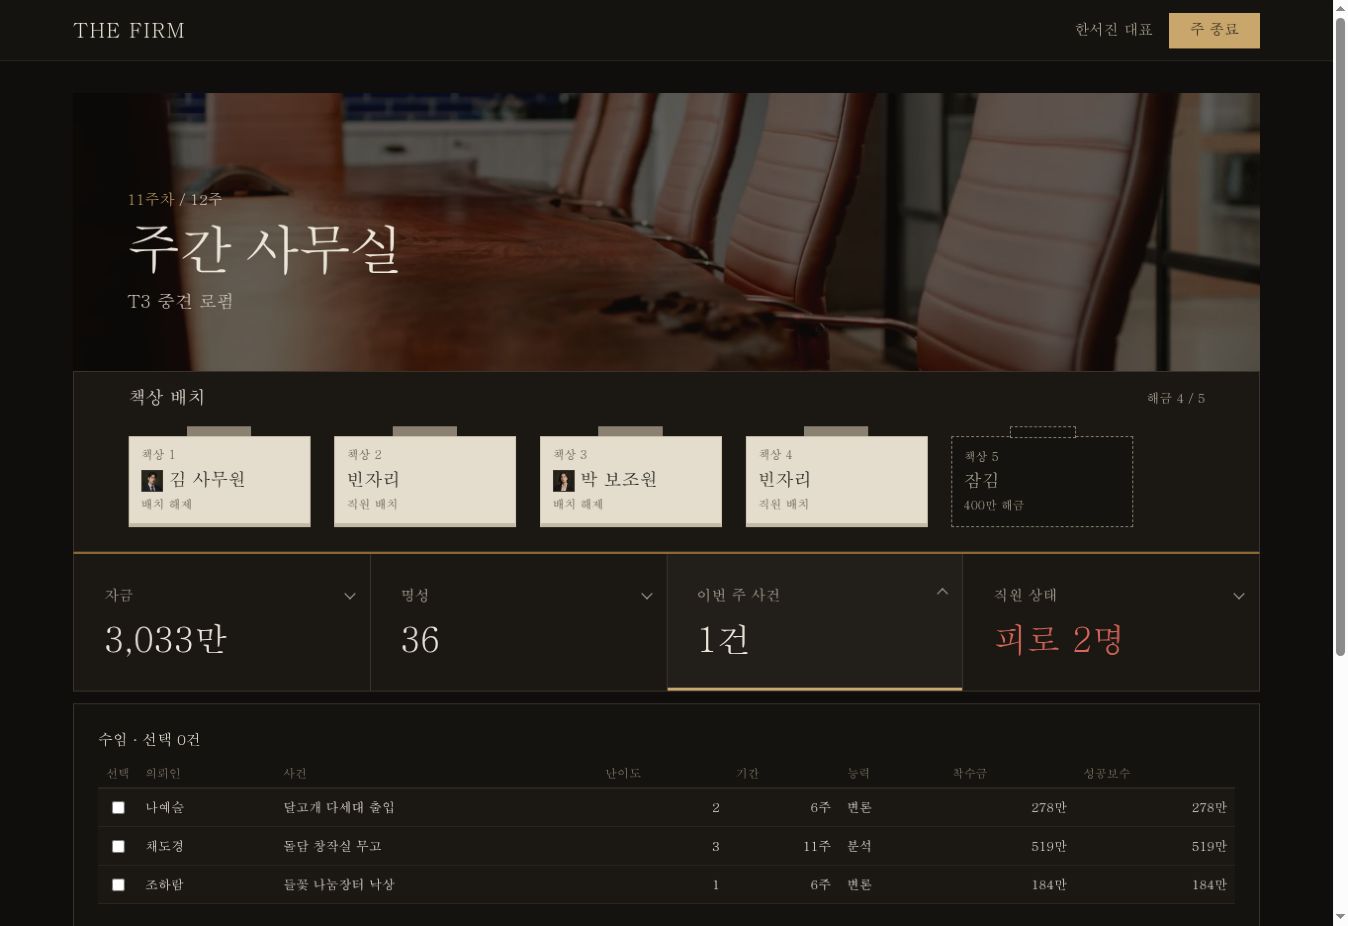 THE FIRM
한서진 대표
주 종료
11주차 / 12주
주간 사무실
T3 중견 로펌
책상 배치
해금 4 / 5
책상 1
김 사무원
배치 해제
책상 2
빈자리
직원 배치
책상 3
박 보조원
배치 해제
책상 4
빈자리
직원 배치
책상 5
잠김
400만 해금
자금
3,033만
명성
36
이번 주 사건
1건
직원 상태
피로 2명
수임 · 선택 0건
선택 의뢰인 사건 난이도 기간 능력 착수금 성공보수
나예슬 달고개 다세대 출입 2 6주 변론 278만 278만
채도경 돌담 창작실 무고 3 11주 분석 519만 519만
조하람 들꽃 나눔장터 낙상 1 6주 변론 184만 184만